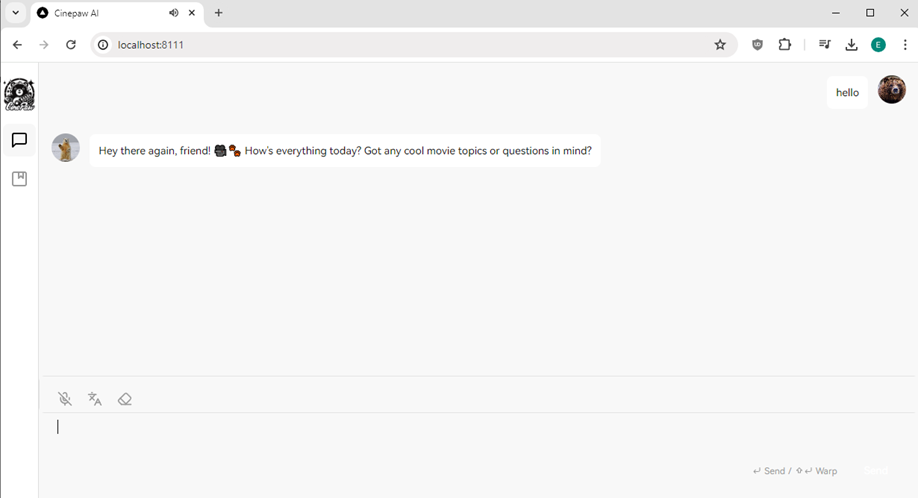 Cinepaw AI
localhost:8111
E
hello
Hey there again, friend! 🎥🐾 How's everything today? Got any cool movie topics or questions in mind?
↵ Send / ⇧↵ Warp
Send